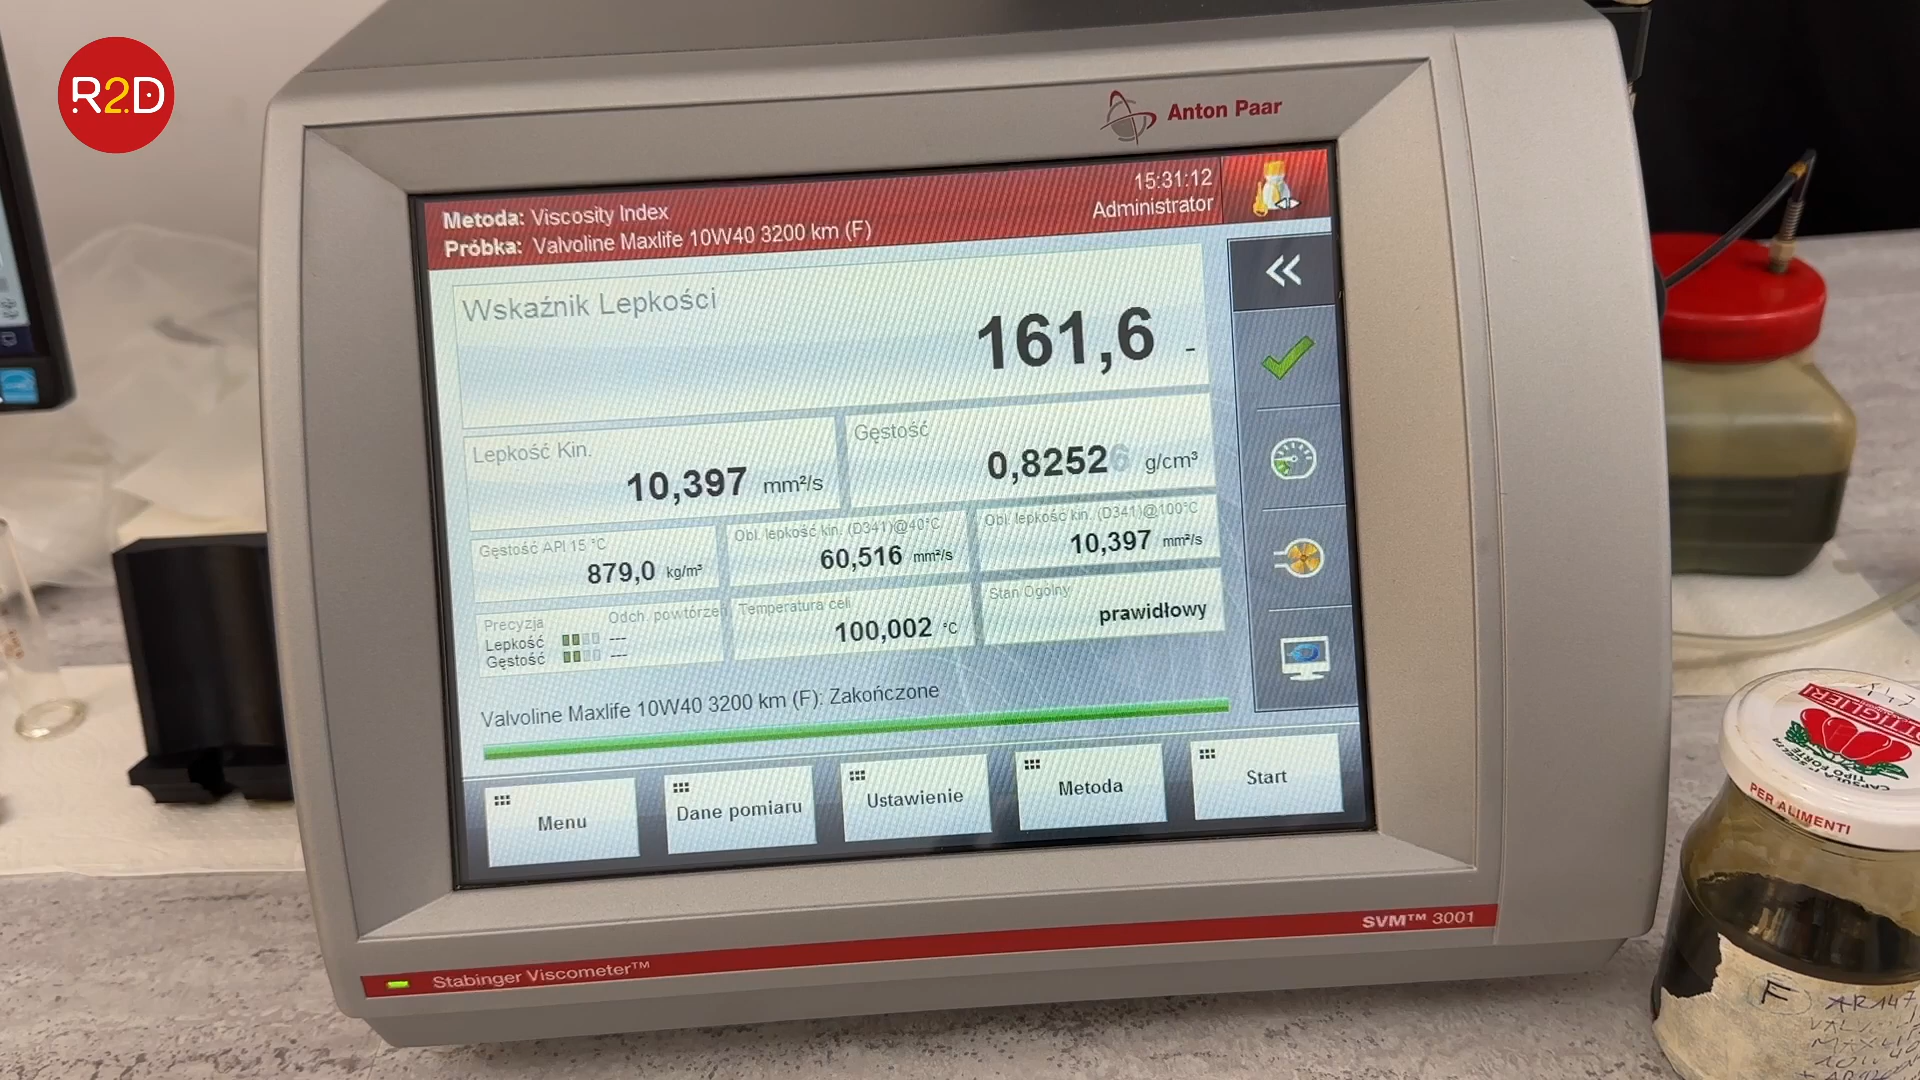 R2D
Anton Paar
15:31:12
Metoda: Viscosity Index
Administrator
Próbka: Valvoline Maxlife 10W40 3200 km (F)
Wskaźnik Lepkości
161,6 -
Lepkość Kin.
10,397 mm²/s
Gęstość
0,82526 g/cm³
Gęstość API 15 °C
879,0 kg/m³
Obl. lepkość kin. (D341)@40°C
60,516 mm²/s
Obl. lepkość kin. (D341)@100°C
10,397 mm²/s
Precyzja Odch. powtórzeń
Lepkość ---
Gęstość ---
Temperatura celi
100,002 °C
Stan Ogólny
prawidłowy
Valvoline Maxlife 10W40 3200 km (F): Zakończone
Menu
Dane pomiaru
Ustawienie
Metoda
Start
SVM™ 3001
Stabinger Viscometer™
CAPSULA
TIPO FORTE
PER ALIMENTI
F